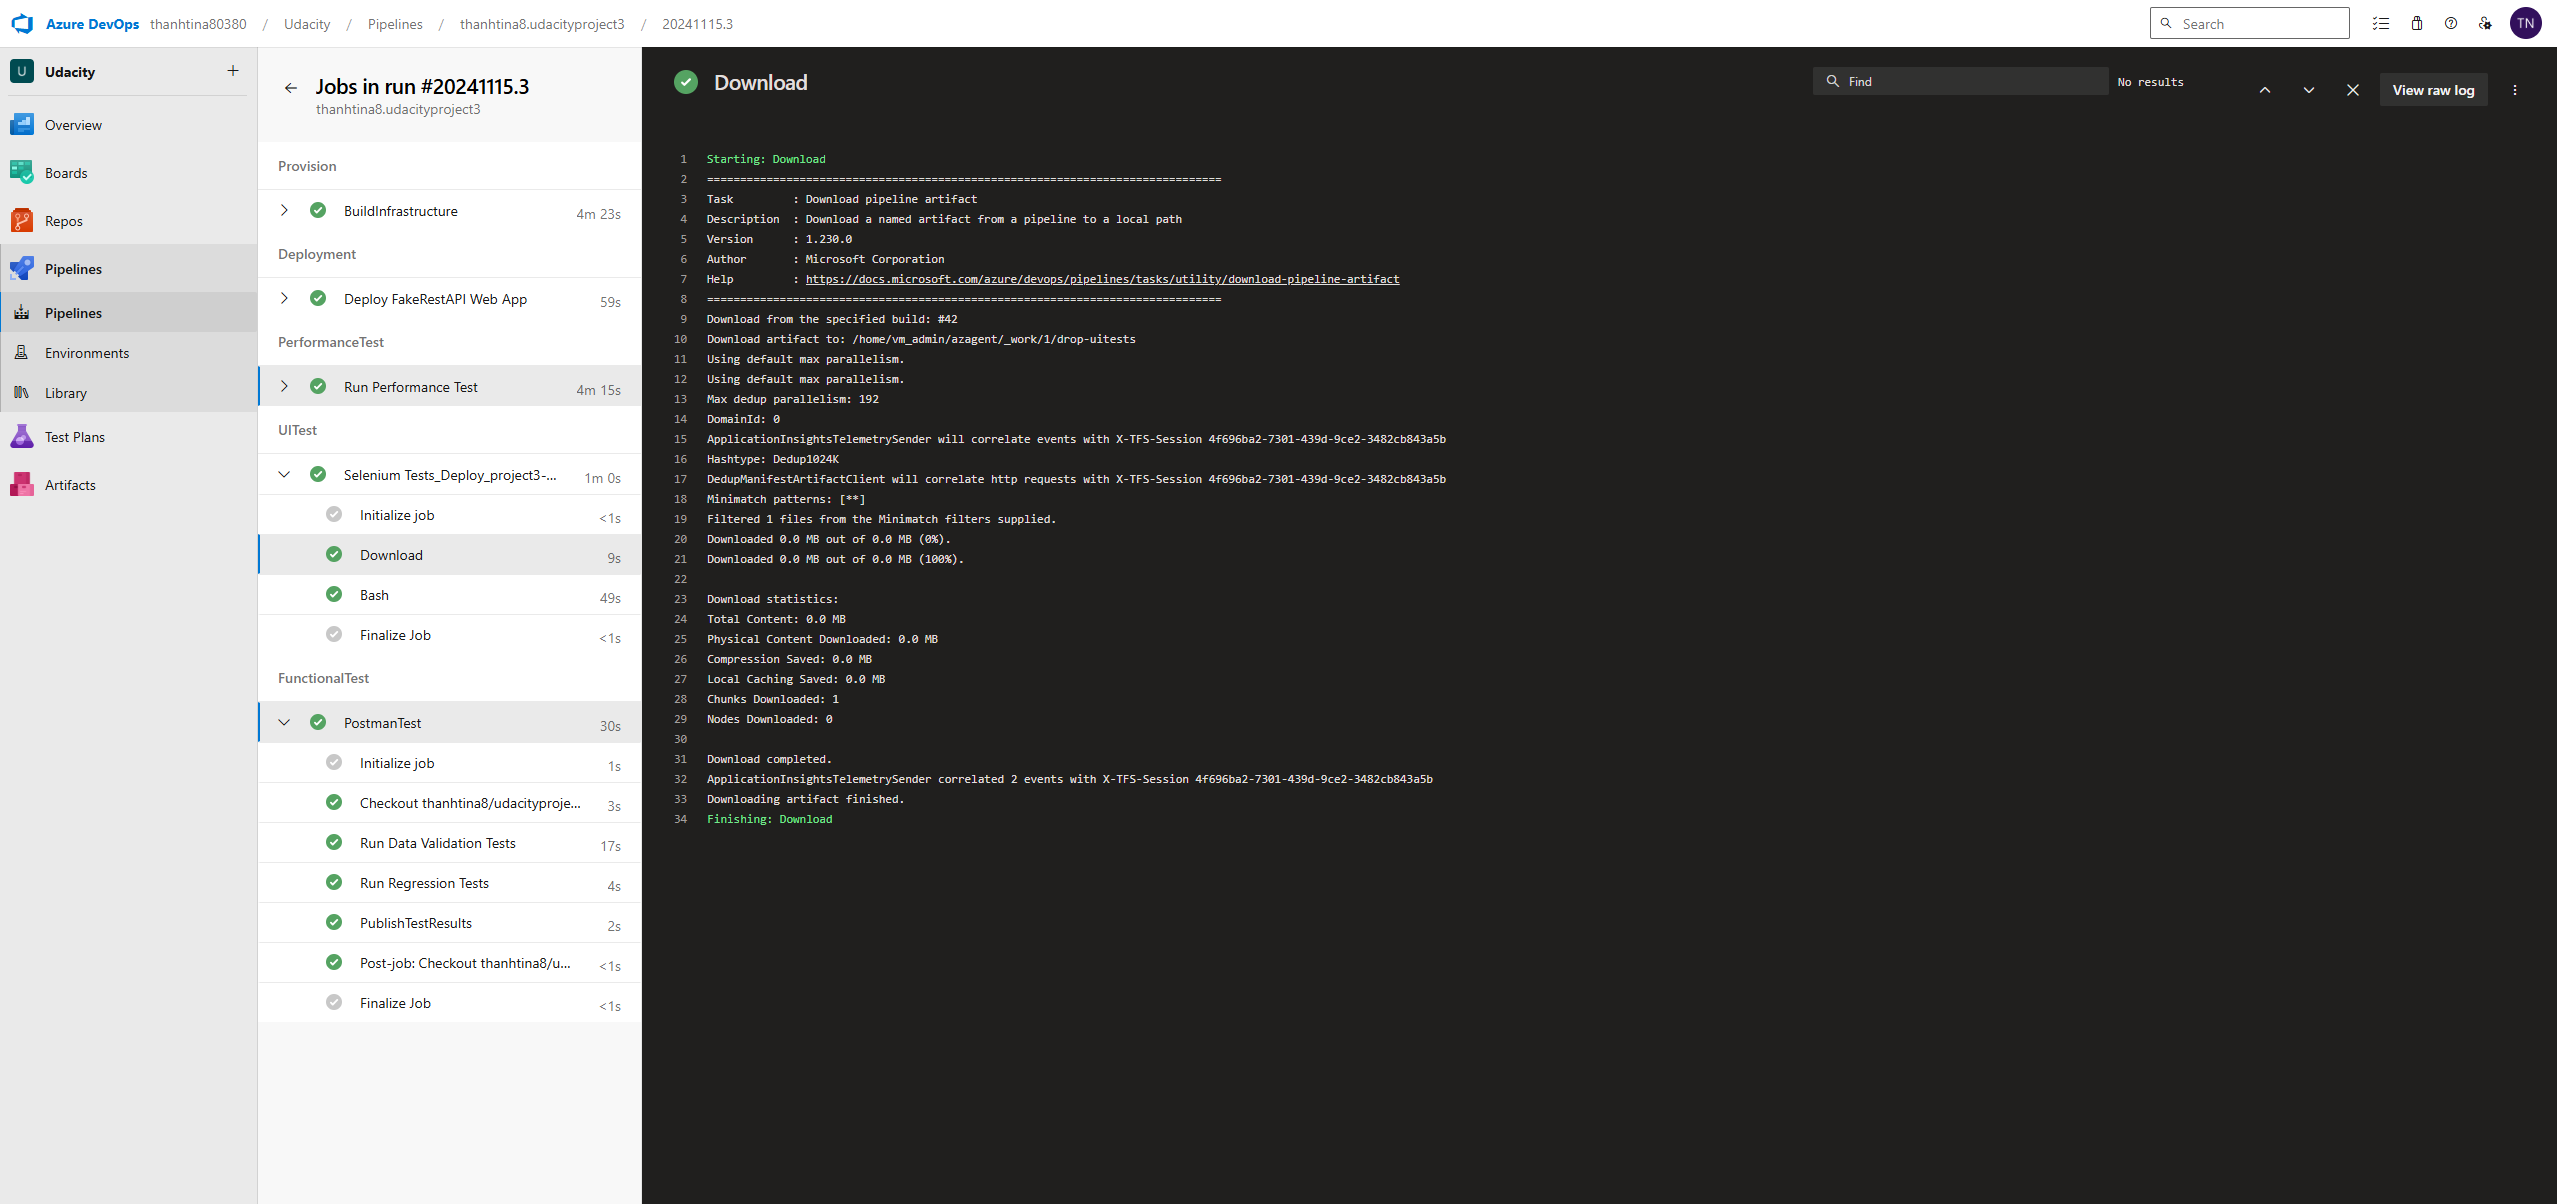 Azure DevOps thanhtina80380 / Udacity / Pipelines / thanhtina8.udacityproject3 / 20241115.3
Search
TN
U Udacity +
Overview
Boards
Repos
Pipelines
Pipelines
Environments
Library
Test Plans
Artifacts
Jobs in run #20241115.3
thanhtina8.udacityproject3
Provision
BuildInfrastructure 4m 23s
Deployment
Deploy FakeRestAPI Web App 59s
PerformanceTest
Run Performance Test 4m 15s
UITest
Selenium Tests_Deploy_project3-... 1m 0s
Initialize job <1s
Download 9s
Bash 49s
Finalize Job <1s
FunctionalTest
PostmanTest 30s
Initialize job 1s
Checkout thanhtina8/udacityproje... 3s
Run Data Validation Tests 17s
Run Regression Tests 4s
PublishTestResults 2s
Post-job: Checkout thanhtina8/u... <1s
Finalize Job <1s
Download
Find
No results
View raw log
1 Starting: Download
2 ==============================================================================
3 Task : Download pipeline artifact
4 Description : Download a named artifact from a pipeline to a local path
5 Version : 1.230.0
6 Author : Microsoft Corporation
7 Help : https://docs.microsoft.com/azure/devops/pipelines/tasks/utility/download-pipeline-artifact
8 ==============================================================================
9 Download from the specified build: #42
10 Download artifact to: /home/vm_admin/azagent/_work/1/drop-uitests
11 Using default max parallelism.
12 Using default max parallelism.
13 Max dedup parallelism: 192
14 DomainId: 0
15 ApplicationInsightsTelemetrySender will correlate events with X-TFS-Session 4f696ba2-7301-439d-9ce2-3482cb843a5b
16 Hashtype: Dedup1024K
17 DedupManifestArtifactClient will correlate http requests with X-TFS-Session 4f696ba2-7301-439d-9ce2-3482cb843a5b
18 Minimatch patterns: [**]
19 Filtered 1 files from the Minimatch filters supplied.
20 Downloaded 0.0 MB out of 0.0 MB (0%).
21 Downloaded 0.0 MB out of 0.0 MB (100%).
22
23 Download statistics:
24 Total Content: 0.0 MB
25 Physical Content Downloaded: 0.0 MB
26 Compression Saved: 0.0 MB
27 Local Caching Saved: 0.0 MB
28 Chunks Downloaded: 1
29 Nodes Downloaded: 0
30
31 Download completed.
32 ApplicationInsightsTelemetrySender correlated 2 events with X-TFS-Session 4f696ba2-7301-439d-9ce2-3482cb843a5b
33 Downloading artifact finished.
34 Finishing: Download